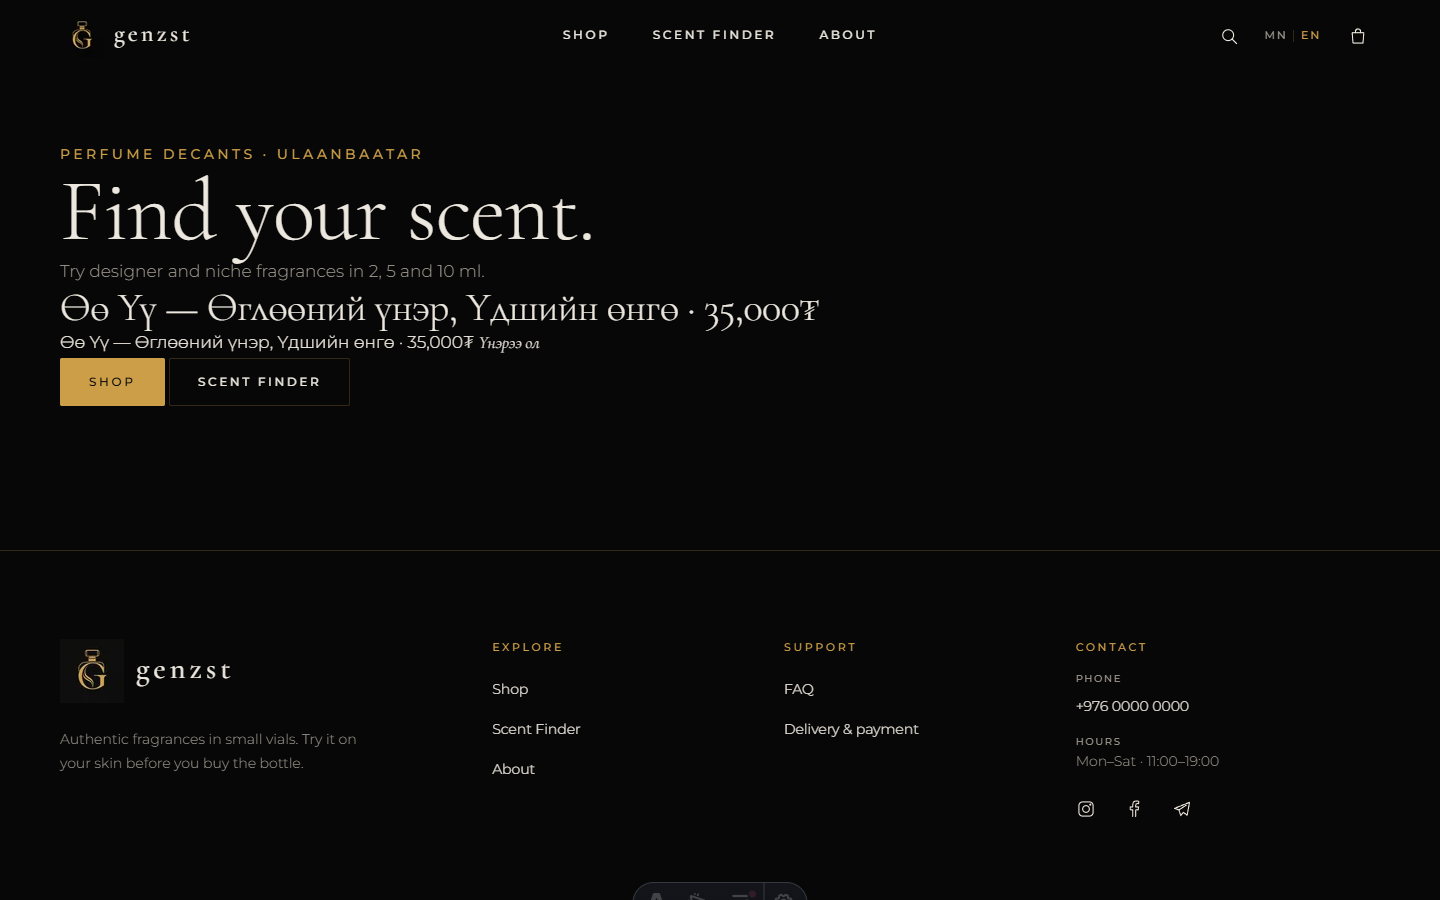 genzst
SHOP SCENT FINDER ABOUT
MN | EN
PERFUME DECANTS · ULAANBAATAR
Find your scent.
Try designer and niche fragrances in 2, 5 and 10 ml.
Өө Үү — Өглөөний үнэр, Үдшийн өнгө · 35,000₮
Өө Үү — Өглөөний үнэр, Үдшийн өнгө · 35,000₮ Үнэрээ ол
SHOP SCENT FINDER
genzst
Authentic fragrances in small vials. Try it on
your skin before you buy the bottle.
EXPLORE
Shop
Scent Finder
About
SUPPORT
FAQ
Delivery & payment
CONTACT
PHONE
+976 0000 0000
HOURS
Mon–Sat · 11:00–19:00